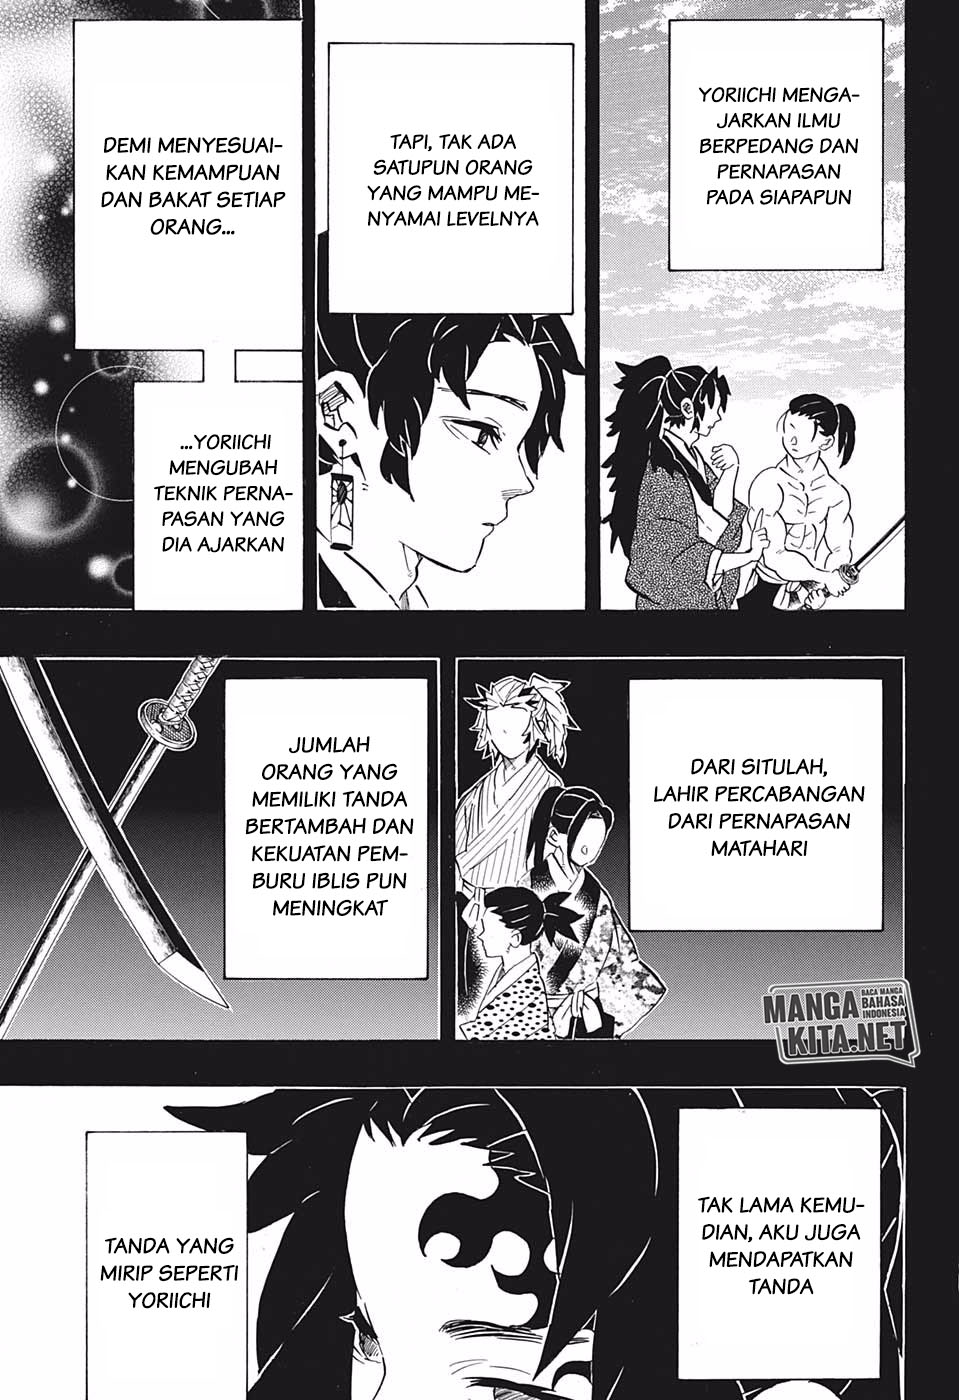 YORIICHI MENGA-
JARKAN ILMU
BERPEDANG DAN
PERNAPASAN
PADA SIAPAPUN
TAPI, TAK ADA
SATUPUN ORANG
YANG MAMPU ME-
NYAMAI LEVELNYA
DEMI MENYESUAI-
KAN KEMAMPUAN
DAN BAKAT SETIAP
ORANG...
...YORIICHI
MENGUBAH
TEKNIK PERNA-
PASAN YANG
DIA AJARKAN
DARI SITULAH,
LAHIR PERCABANGAN
DARI PERNAPASAN
MATAHARI
JUMLAH
ORANG YANG
MEMILIKI TANDA
BERTAMBAH DAN
KEKUATAN PEM-
BURU IBLIS PUN
MENINGKAT
MANGA
BACA MANGA
BAHASA
INDONESIA
KITA.NET
TAK LAMA KEMU-
DIAN, AKU JUGA
MENDAPATKAN
TANDA
TANDA YANG
MIRIP SEPERTI
YORIICHI